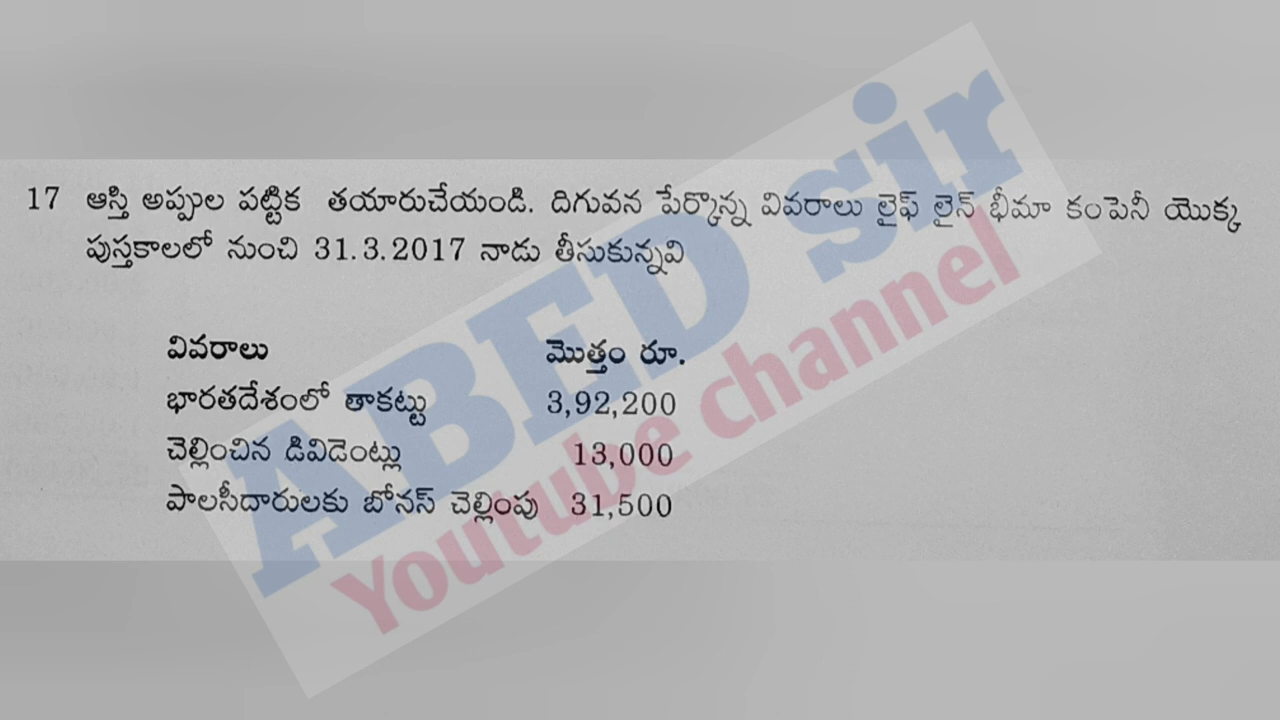 17 ఆస్తి అప్పుల పట్టిక తయారుచేయండి. దిగువన పేర్కొన్న వివరాలు లైఫ్ లైన్ భీమా కంపెనీ యొక్క
పుస్తకాలలో నుంచి 31.3.2017 నాడు తీసుకున్నవి
వివరాలు మొత్తం రూ.
భారతదేశంలో తాకట్టు 3,92,200
చెల్లించిన డివిడెంట్లు 13,000
పాలసీదారులకు బోనస్ చెల్లింపు 31,500
ABED sir
Youtube channel